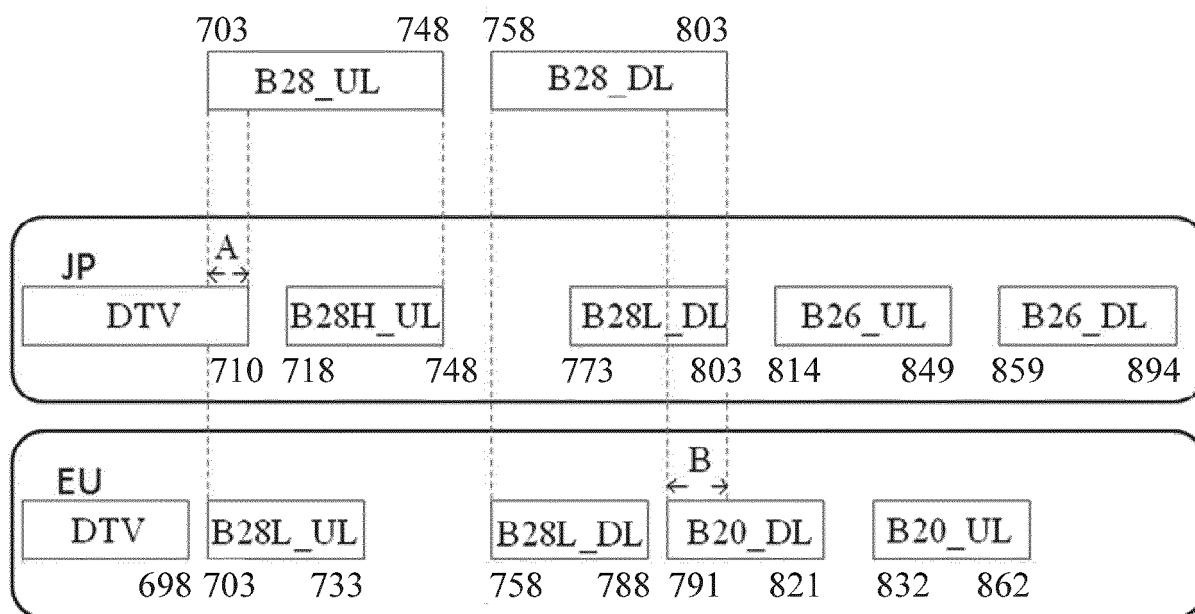 703 748 758 803
B28_UL B28_DL
A
JP
DTV B28H_UL B28L_DL B26_UL B26_DL
710 718 748 773 803 814 849 859 894
B
EU
DTV B28L_UL B28L_DL B20_DL B20_UL
698 703 733 758 788 791 821 832 862